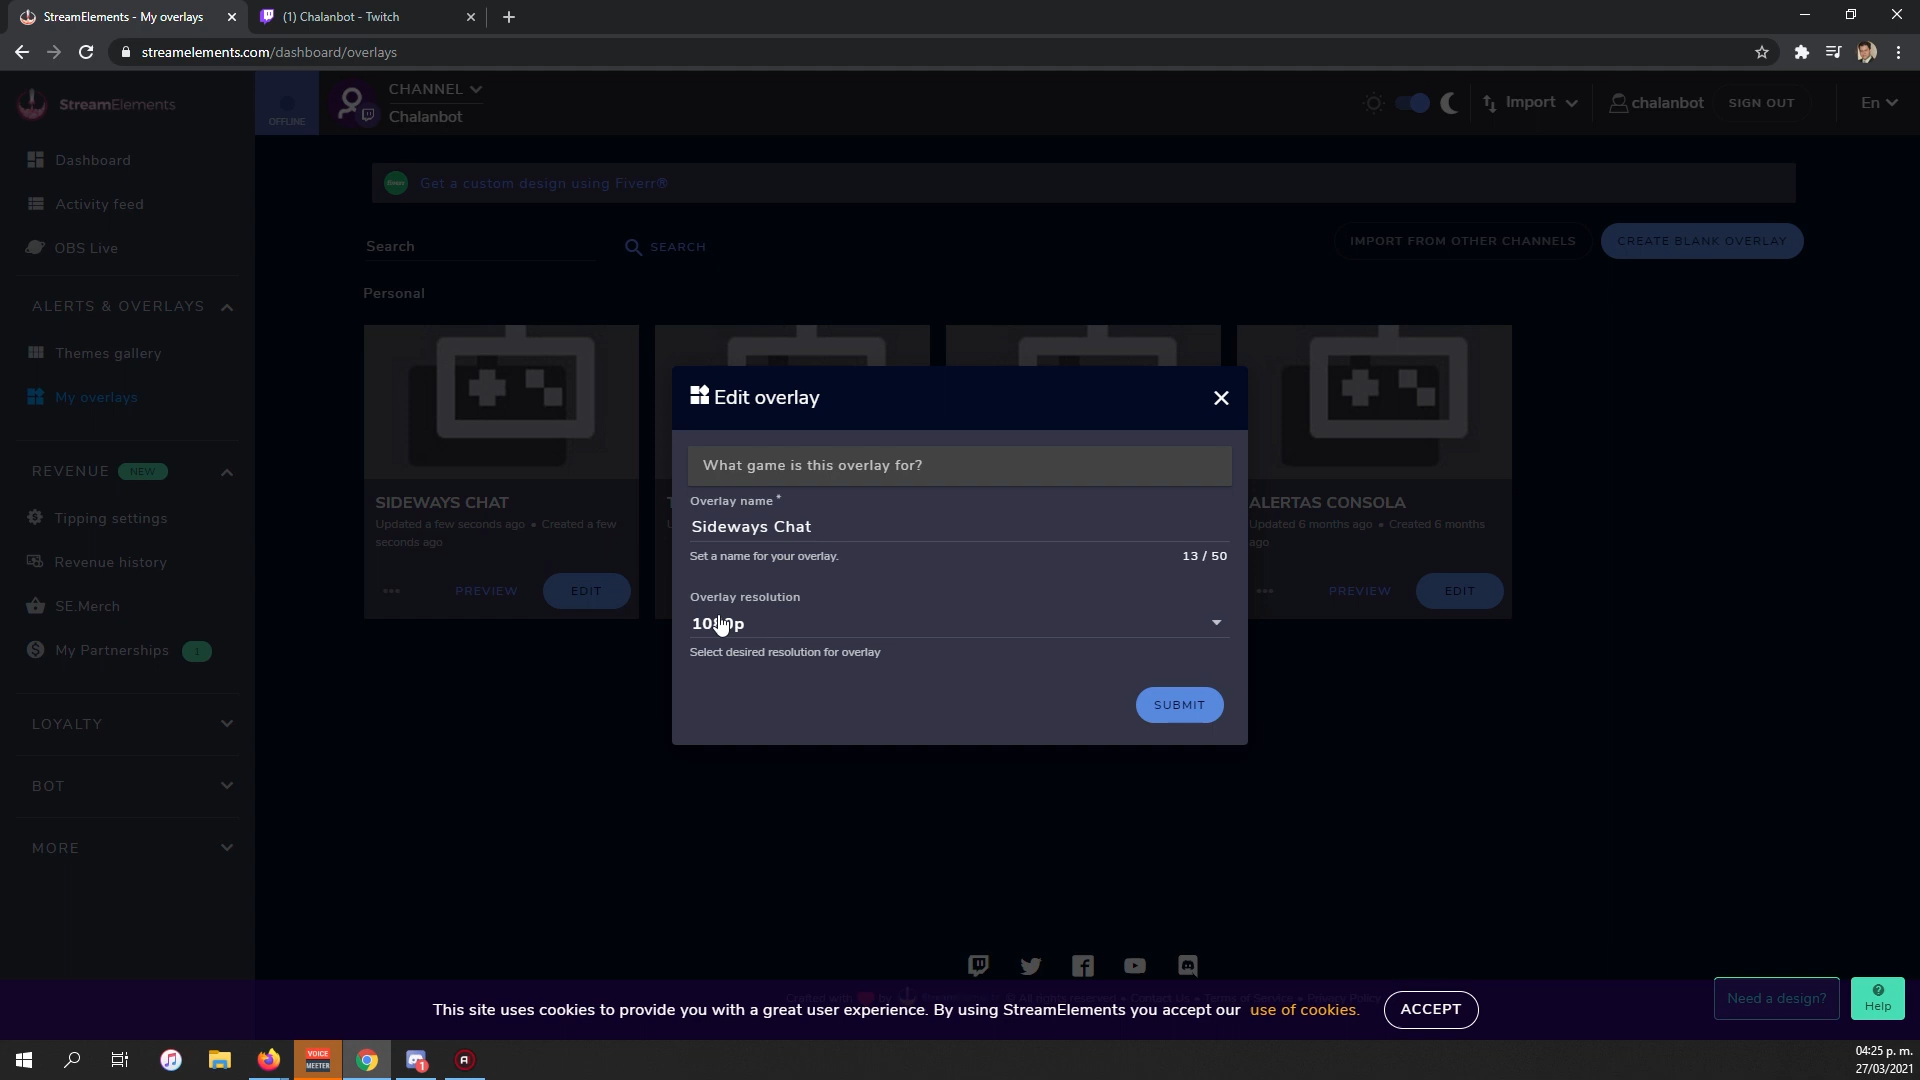 StreamElements - My overlays
(1) Chalanbot - Twitch
streamelements.com/dashboard/overlays
StreamElements
OFFLINE
CHANNEL
Chalanbot
Import
chalanbot
SIGN OUT
En
Dashboard
Activity feed
OBS Live
ALERTS & OVERLAYS
Themes gallery
My overlays
REVENUE NEW
Tipping settings
Revenue history
SE.Merch
My Partnerships 1
LOYALTY
BOT
MORE
Get a custom design using Fiverr®
Search
SEARCH
IMPORT FROM OTHER CHANNELS
CREATE BLANK OVERLAY
Personal
SIDEWAYS CHAT
Updated a few seconds ago • Created a few
seconds ago
PREVIEW
EDIT
ALERTAS CONSOLA
Updated 6 months ago • Created 6 months
ago
PREVIEW
EDIT
Edit overlay
What game is this overlay for?
Overlay name *
Sideways Chat
Set a name for your overlay.
13 / 50
Overlay resolution
1080p
Select desired resolution for overlay
SUBMIT
This site uses cookies to provide you with a great user experience. By using StreamElements you accept our use of cookies.
ACCEPT
Need a design?
Help
VOICE
MEETER
1
04:25 p. m.
27/03/2021